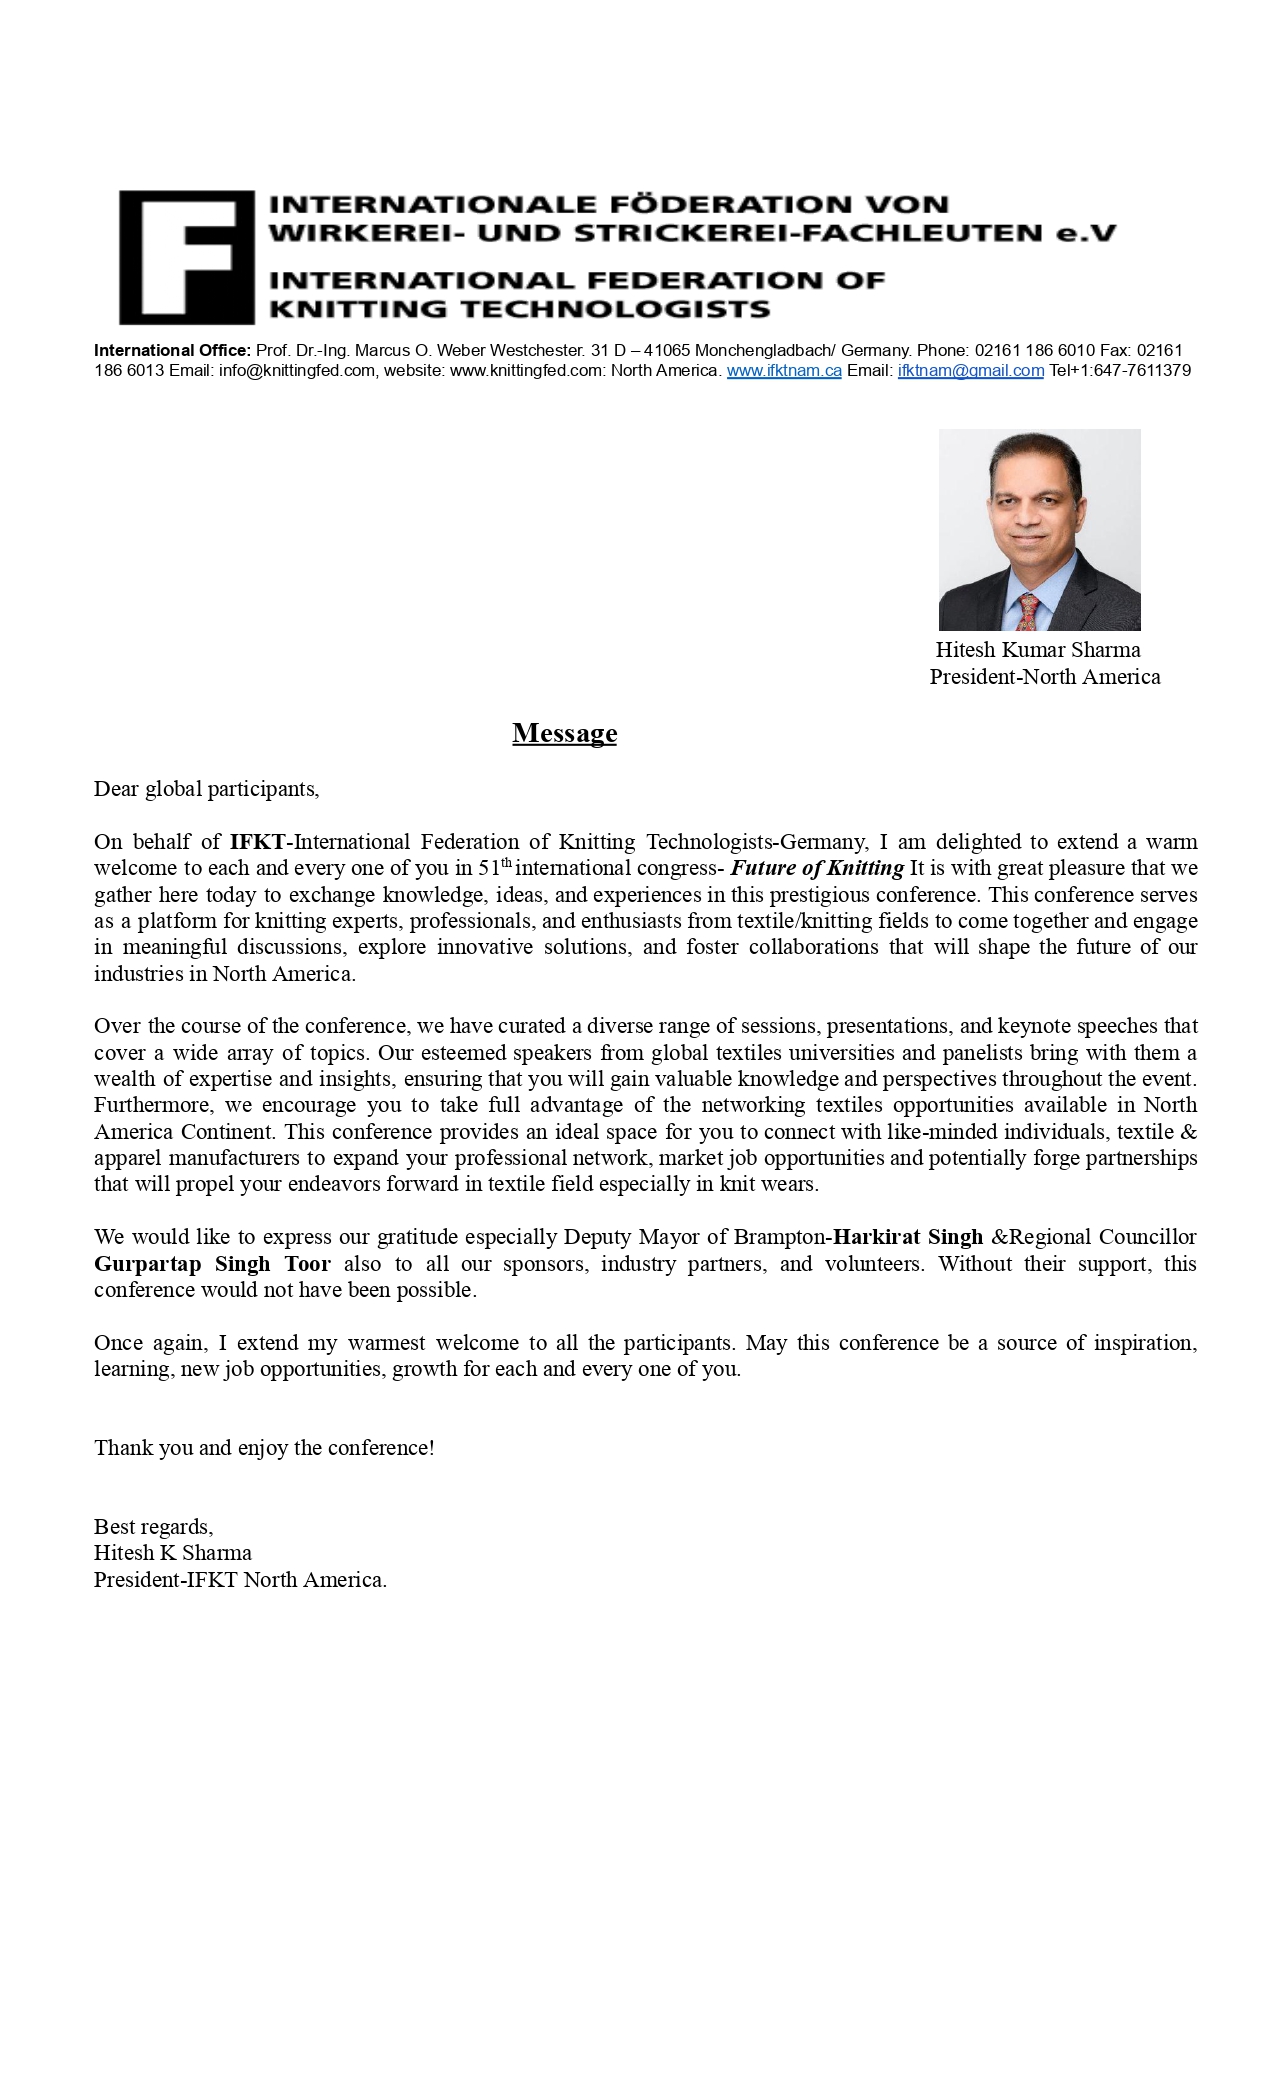 F
INTERNATIONALE FÖDERATION VON
WIRKEREI- UND STRICKEREI-FACHLEUTEN e.V
INTERNATIONAL FEDERATION OF
KNITTING TECHNOLOGISTS
International Office: Prof. Dr.-Ing. Marcus O. Weber Westchester. 31 D – 41065 Monchengladbach/ Germany. Phone: 02161 186 6010 Fax: 02161
186 6013 Email: info@knittingfed.com, website: www.knittingfed.com: North America. www.ifktnam.ca Email: ifktnam@gmail.com Tel+1:647-7611379
Hitesh Kumar Sharma
President-North America
Message
Dear global participants,
On behalf of IFKT-International Federation of Knitting Technologists-Germany, I am delighted to extend a warm
welcome to each and every one of you in 51th international congress- Future of Knitting It is with great pleasure that we
gather here today to exchange knowledge, ideas, and experiences in this prestigious conference. This conference serves
as a platform for knitting experts, professionals, and enthusiasts from textile/knitting fields to come together and engage
in meaningful discussions, explore innovative solutions, and foster collaborations that will shape the future of our
industries in North America.
Over the course of the conference, we have curated a diverse range of sessions, presentations, and keynote speeches that
cover a wide array of topics. Our esteemed speakers from global textiles universities and panelists bring with them a
wealth of expertise and insights, ensuring that you will gain valuable knowledge and perspectives throughout the event.
Furthermore, we encourage you to take full advantage of the networking textiles opportunities available in North
America Continent. This conference provides an ideal space for you to connect with like-minded individuals, textile &
apparel manufacturers to expand your professional network, market job opportunities and potentially forge partnerships
that will propel your endeavors forward in textile field especially in knit wears.
We would like to express our gratitude especially Deputy Mayor of Brampton-Harkirat Singh &Regional Councillor
Gurpartap Singh Toor also to all our sponsors, industry partners, and volunteers. Without their support, this
conference would not have been possible.
Once again, I extend my warmest welcome to all the participants. May this conference be a source of inspiration,
learning, new job opportunities, growth for each and every one of you.
Thank you and enjoy the conference!
Best regards,
Hitesh K Sharma
President-IFKT North America.